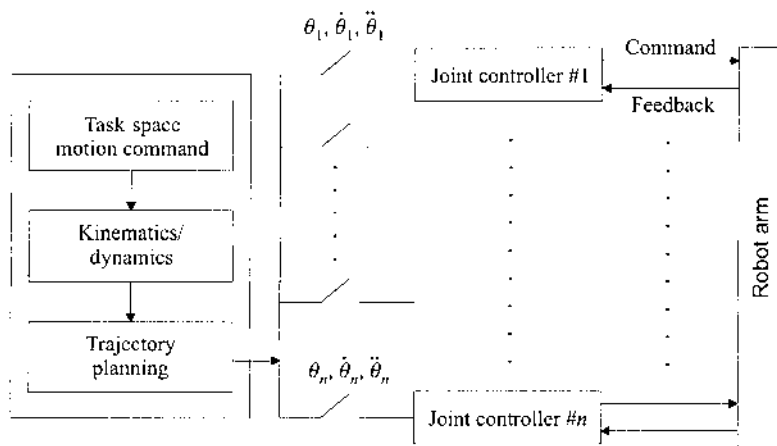 θ₁, θ̇₁, θ̈₁
Command
Joint controller #1
Feedback
Task space
motion command
Kinematics/
dynamics
Robot arm
Trajectory
planning
θₙ, θ̇ₙ, θ̈ₙ
Joint controller #n